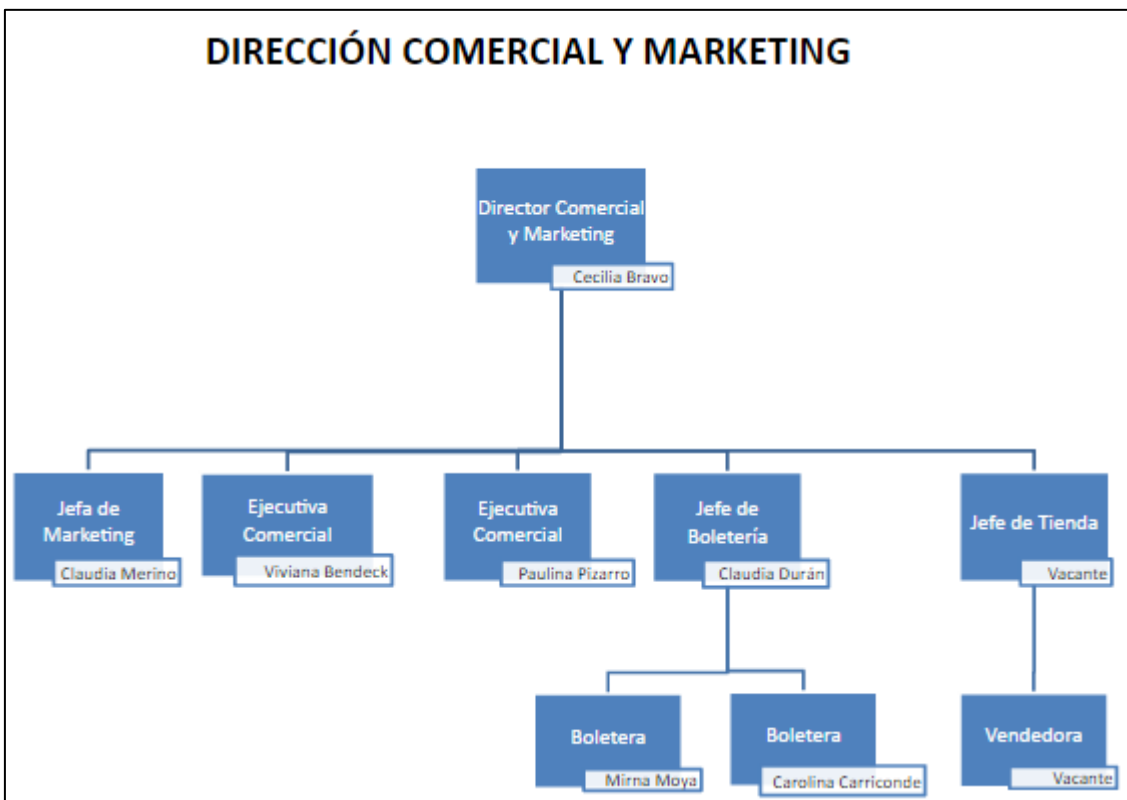 DIRECCIÓN COMERCIAL Y MARKETING
Director Comercial
y Marketing
Cecilia Bravo
Jefa de
Marketing
Claudia Merino
Ejecutiva
Comercial
Viviana Bendeck
Ejecutiva
Comercial
Paulina Pizarro
Jefe de
Boletería
Claudia Durán
Jefe de Tienda
Vacante
Boletera
Mirna Moya
Boletera
Carolina Carriconde
Vendedora
Vacante